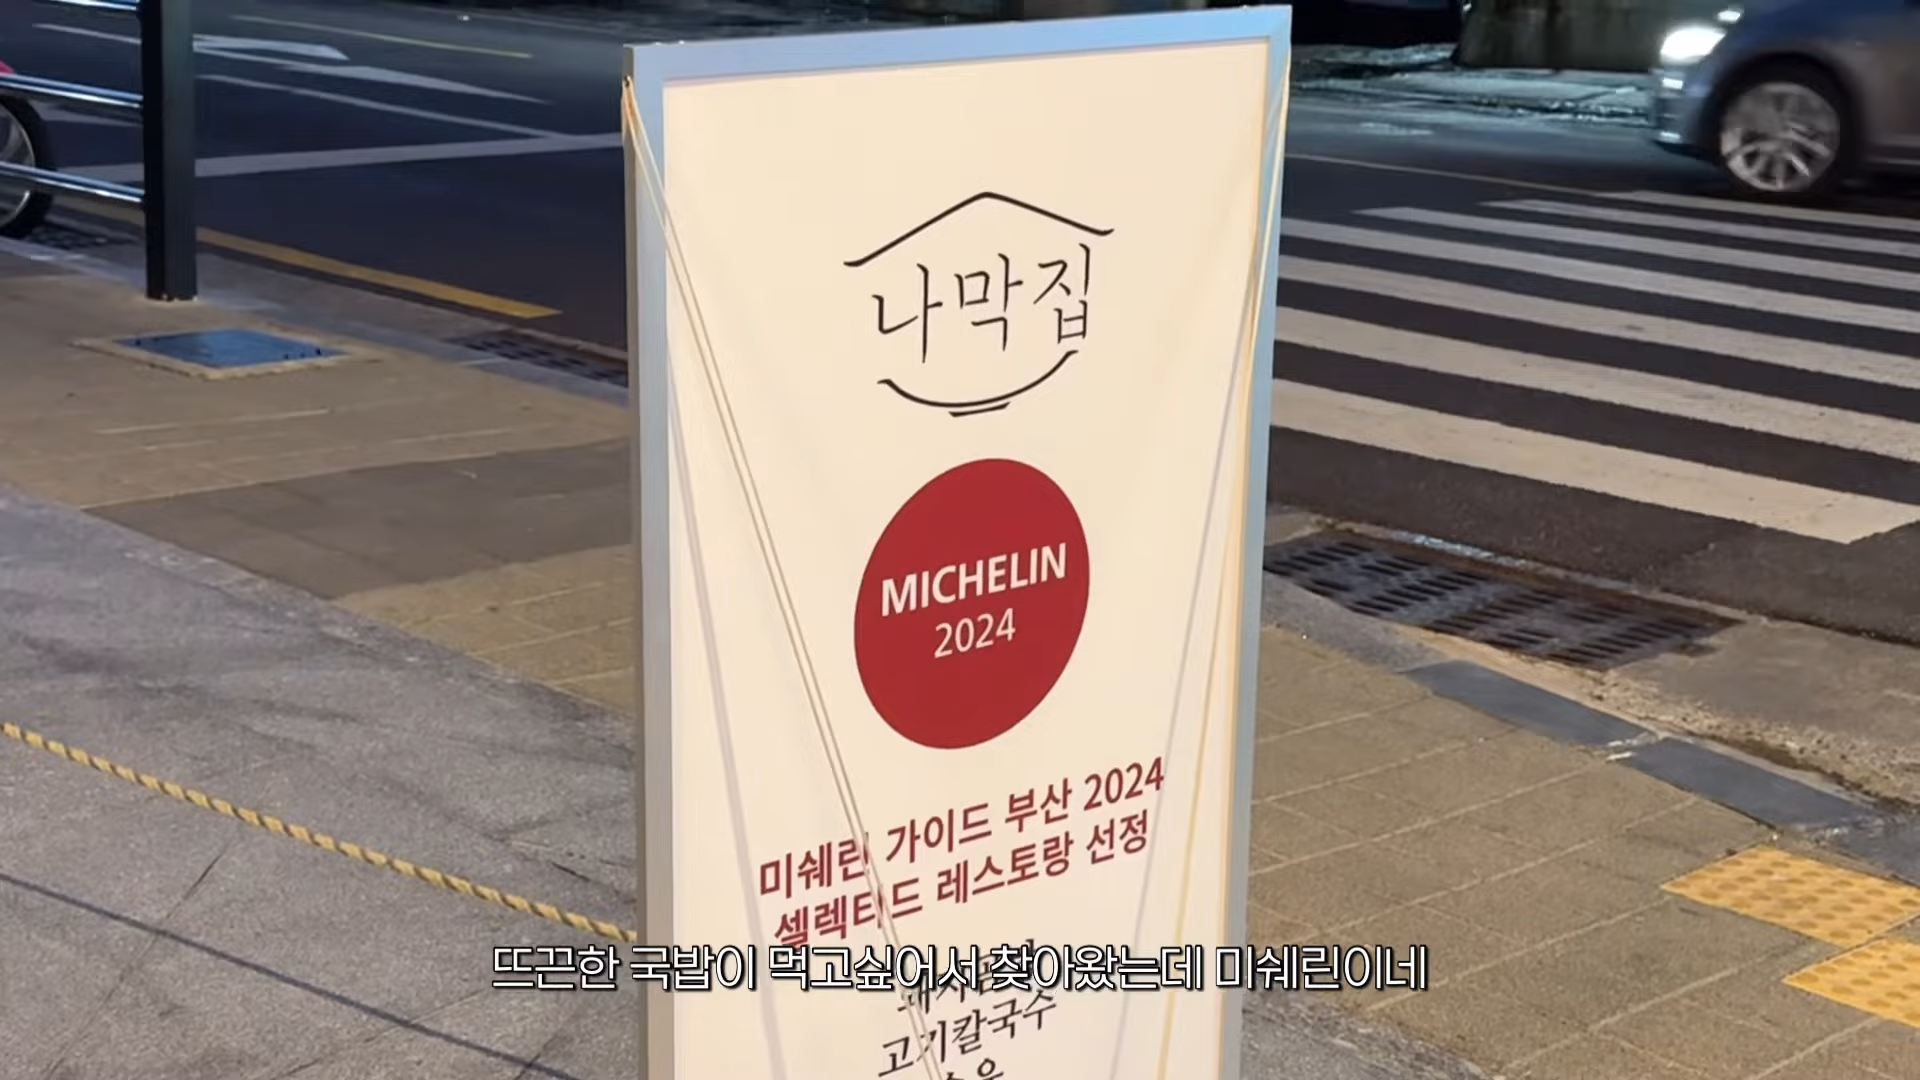 나막집
MICHELIN
2024
미쉐린 가이드 부산 2024
셀렉티드 레스토랑 선정
뜨끈한 국밥이 먹고싶어서 찾아왔는데 미쉐린이네
고기칼국수